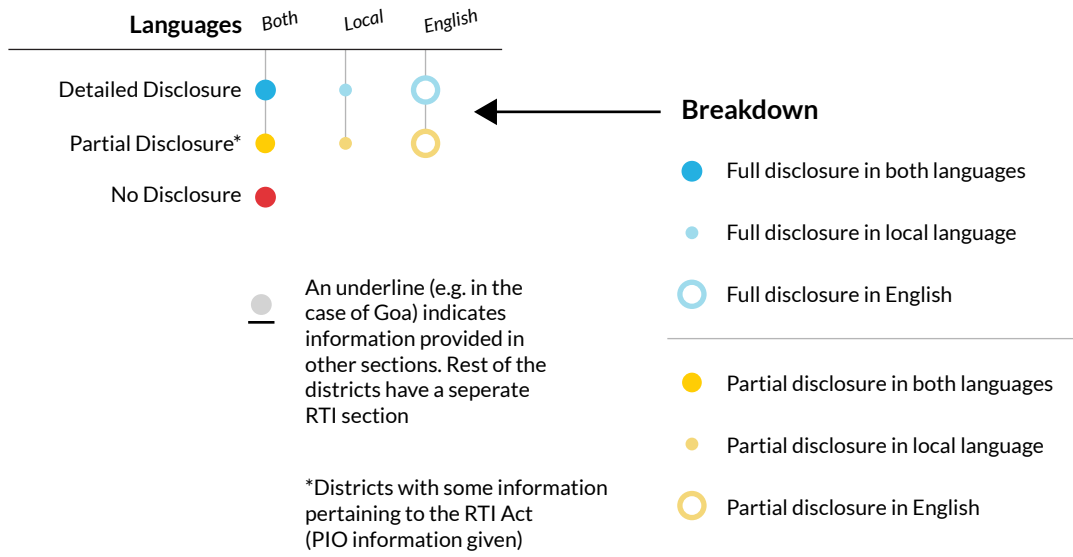 Languages Both Local English
Detailed Disclosure
Partial Disclosure*
No Disclosure
An underline (e.g. in the
case of Goa) indicates
information provided in
other sections. Rest of the
districts have a seperate
RTI section
*Districts with some information
pertaining to the RTI Act
(PIO information given)
Breakdown
Full disclosure in both languages
Full disclosure in local language
Full disclosure in English
Partial disclosure in both languages
Partial disclosure in local language
Partial disclosure in English